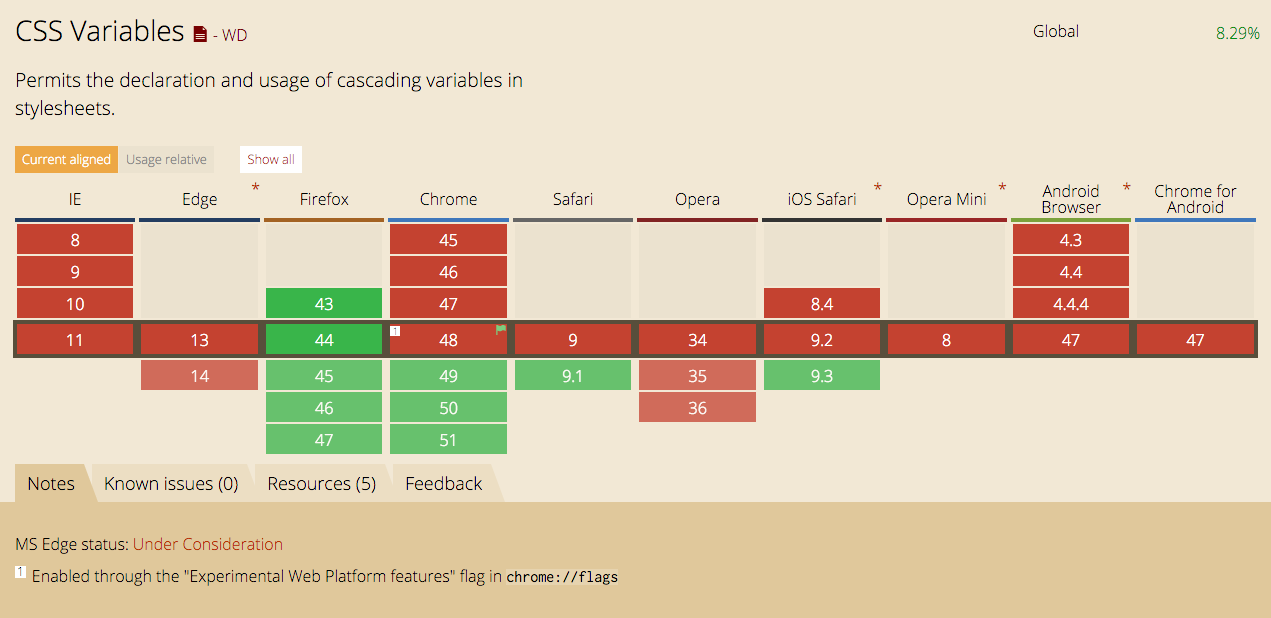 CSS Variables - WD
Global 8.29%
Permits the declaration and usage of cascading variables in
stylesheets.
Current aligned Usage relative Show all
IE Edge * Firefox Chrome Safari Opera iOS Safari * Opera Mini * Android Browser * Chrome for Android
8 45 4.3
9 46 4.4
10 43 47 8.4 4.4.4
11 13 44 1 48 9 34 9.2 8 47 47
14 45 49 9.1 35 9.3
46 50 36
47 51
Notes Known issues (0) Resources (5) Feedback
MS Edge status: Under Consideration
1 Enabled through the "Experimental Web Platform features" flag in chrome://flags